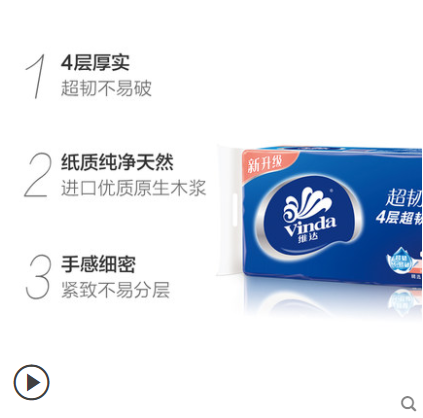 1
4层厚实
超韧不易破
2
纸质纯净天然
进口优质原生木浆
3
手感细密
紧致不易分层
新升级
Vinda
维达
超韧
4层超韧